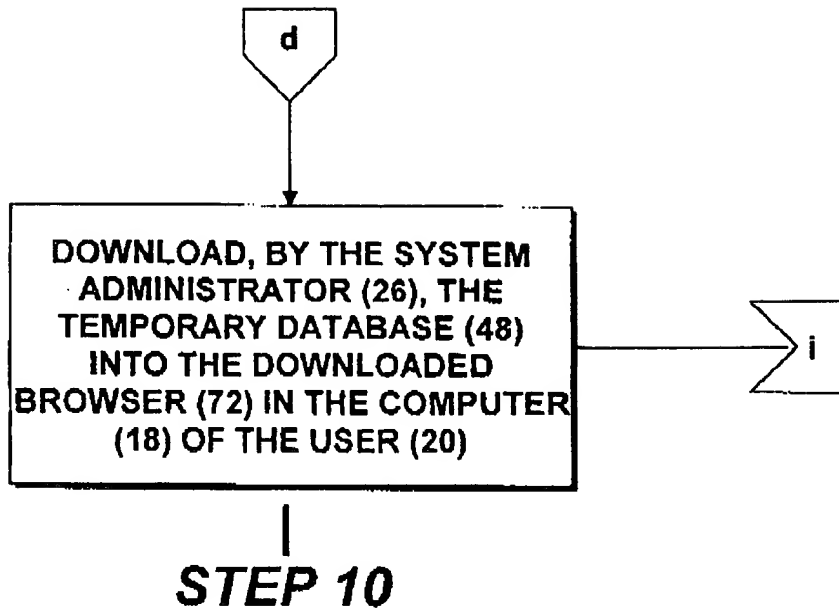 d
DOWNLOAD, BY THE SYSTEM
ADMINISTRATOR (26), THE
TEMPORARY DATABASE (48)
INTO THE DOWNLOADED
BROWSER (72) IN THE COMPUTER
(18) OF THE USER (20)
i
STEP 10